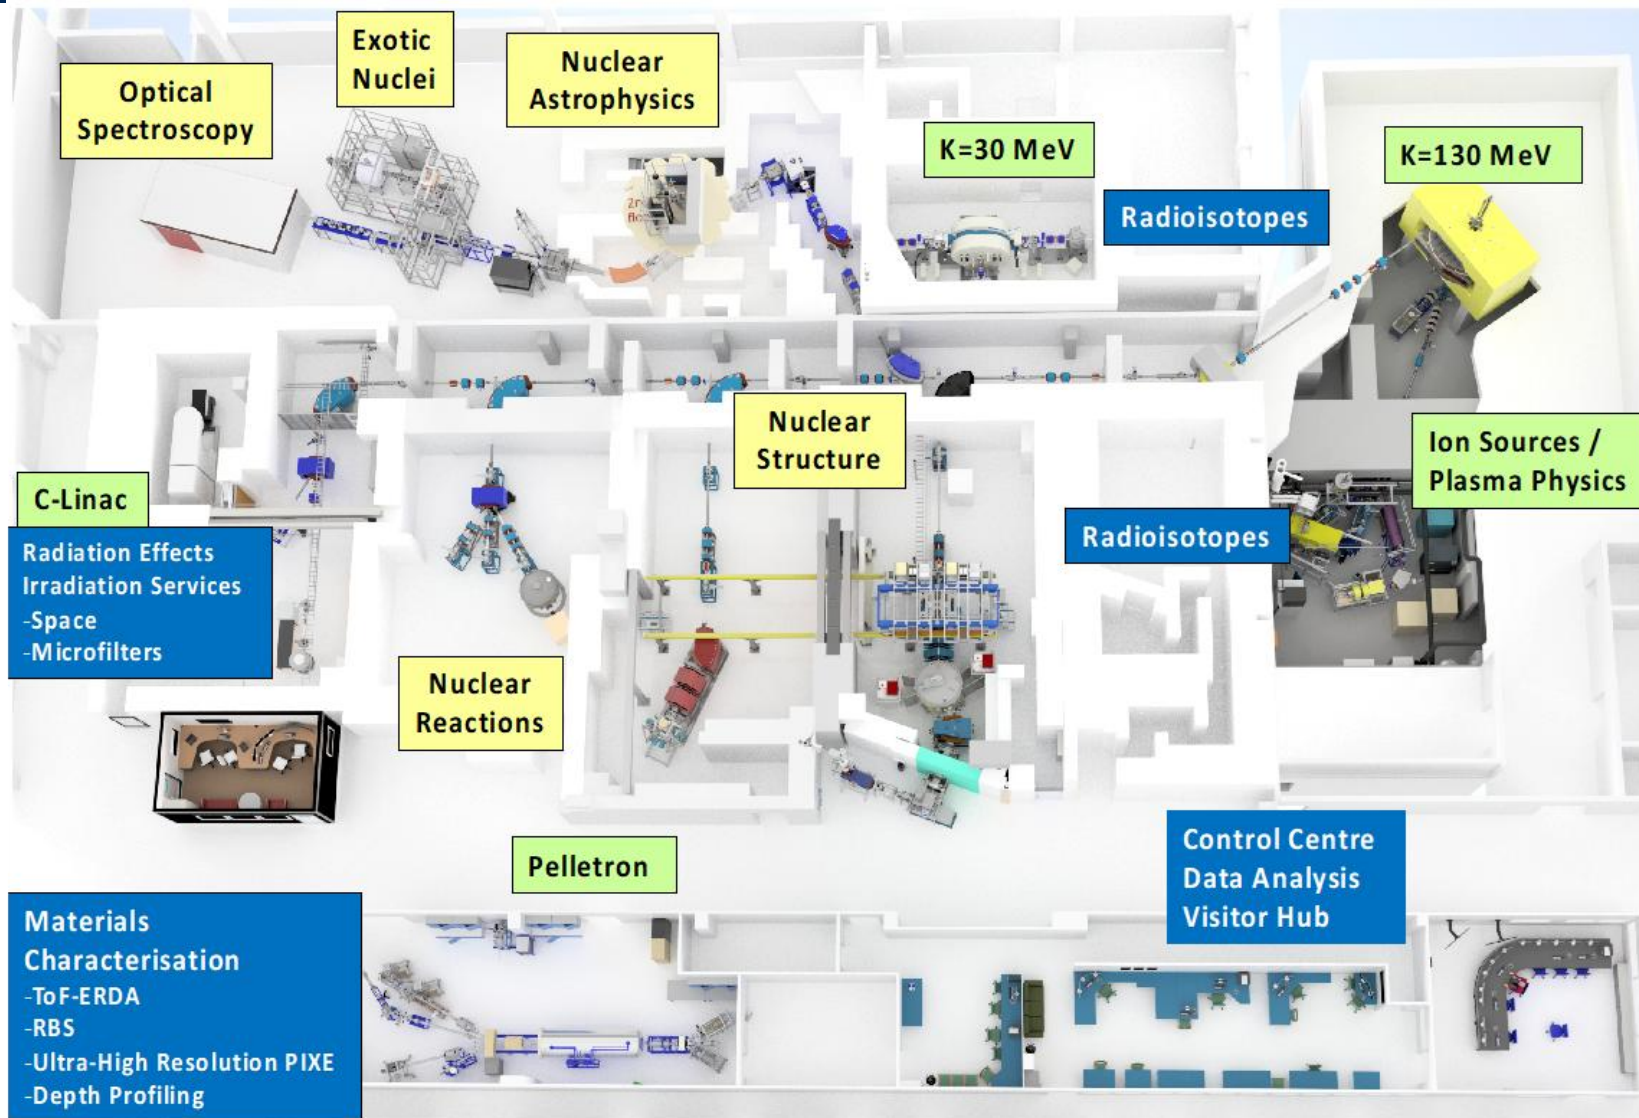 Exotic
Nuclei
Optical
Spectroscopy
Nuclear
Astrophysics
K=30 MeV
K=130 MeV
Radioisotopes
Nuclear
Structure
Ion Sources /
Plasma Physics
C-Linac
Radiation Effects
Irradiation Services
-Space
-Microfilters
Radioisotopes
Nuclear
Reactions
Pelletron
Control Centre
Data Analysis
Visitor Hub
Materials
Characterisation
-ToF-ERDA
-RBS
-Ultra-High Resolution PIXE
-Depth Profiling